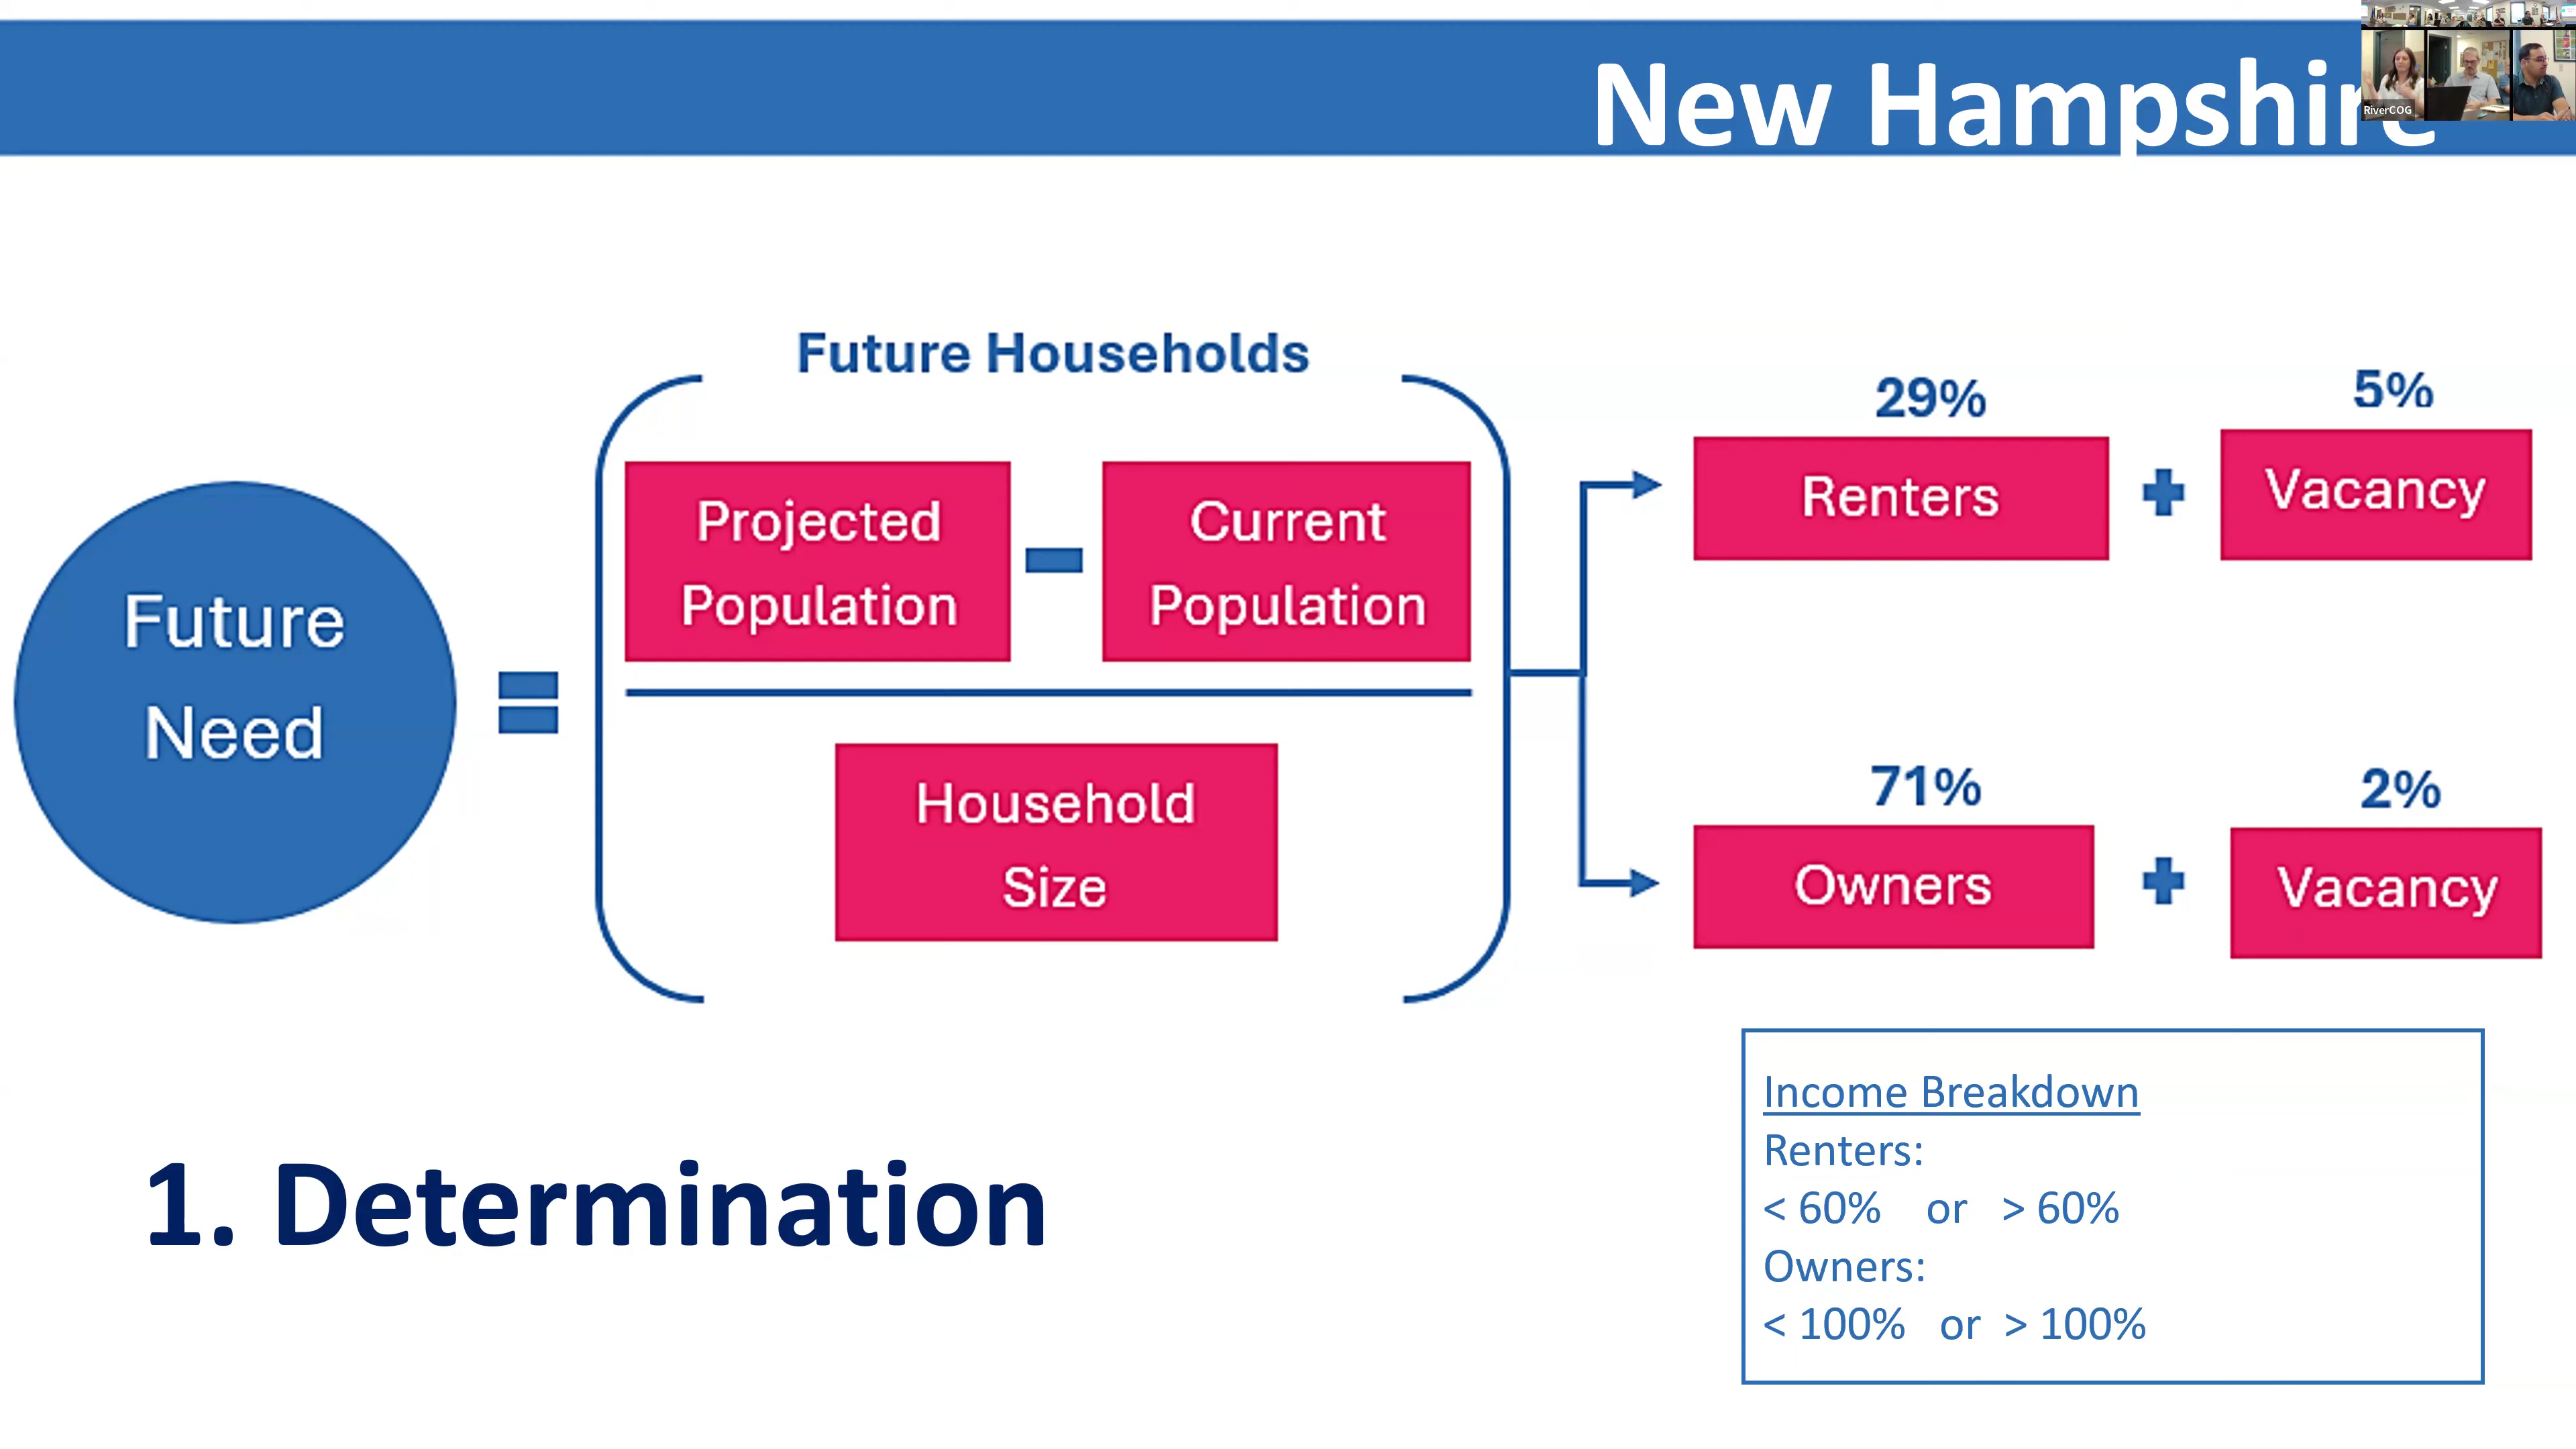 New Hampshire
RiverCOG
Future Households
Future
Need
Projected
Population
Current
Population
Household
Size
29%
Renters
5%
Vacancy
71%
Owners
2%
Vacancy
1. Determination
Income Breakdown
Renters:
< 60% or > 60%
Owners:
< 100% or > 100%